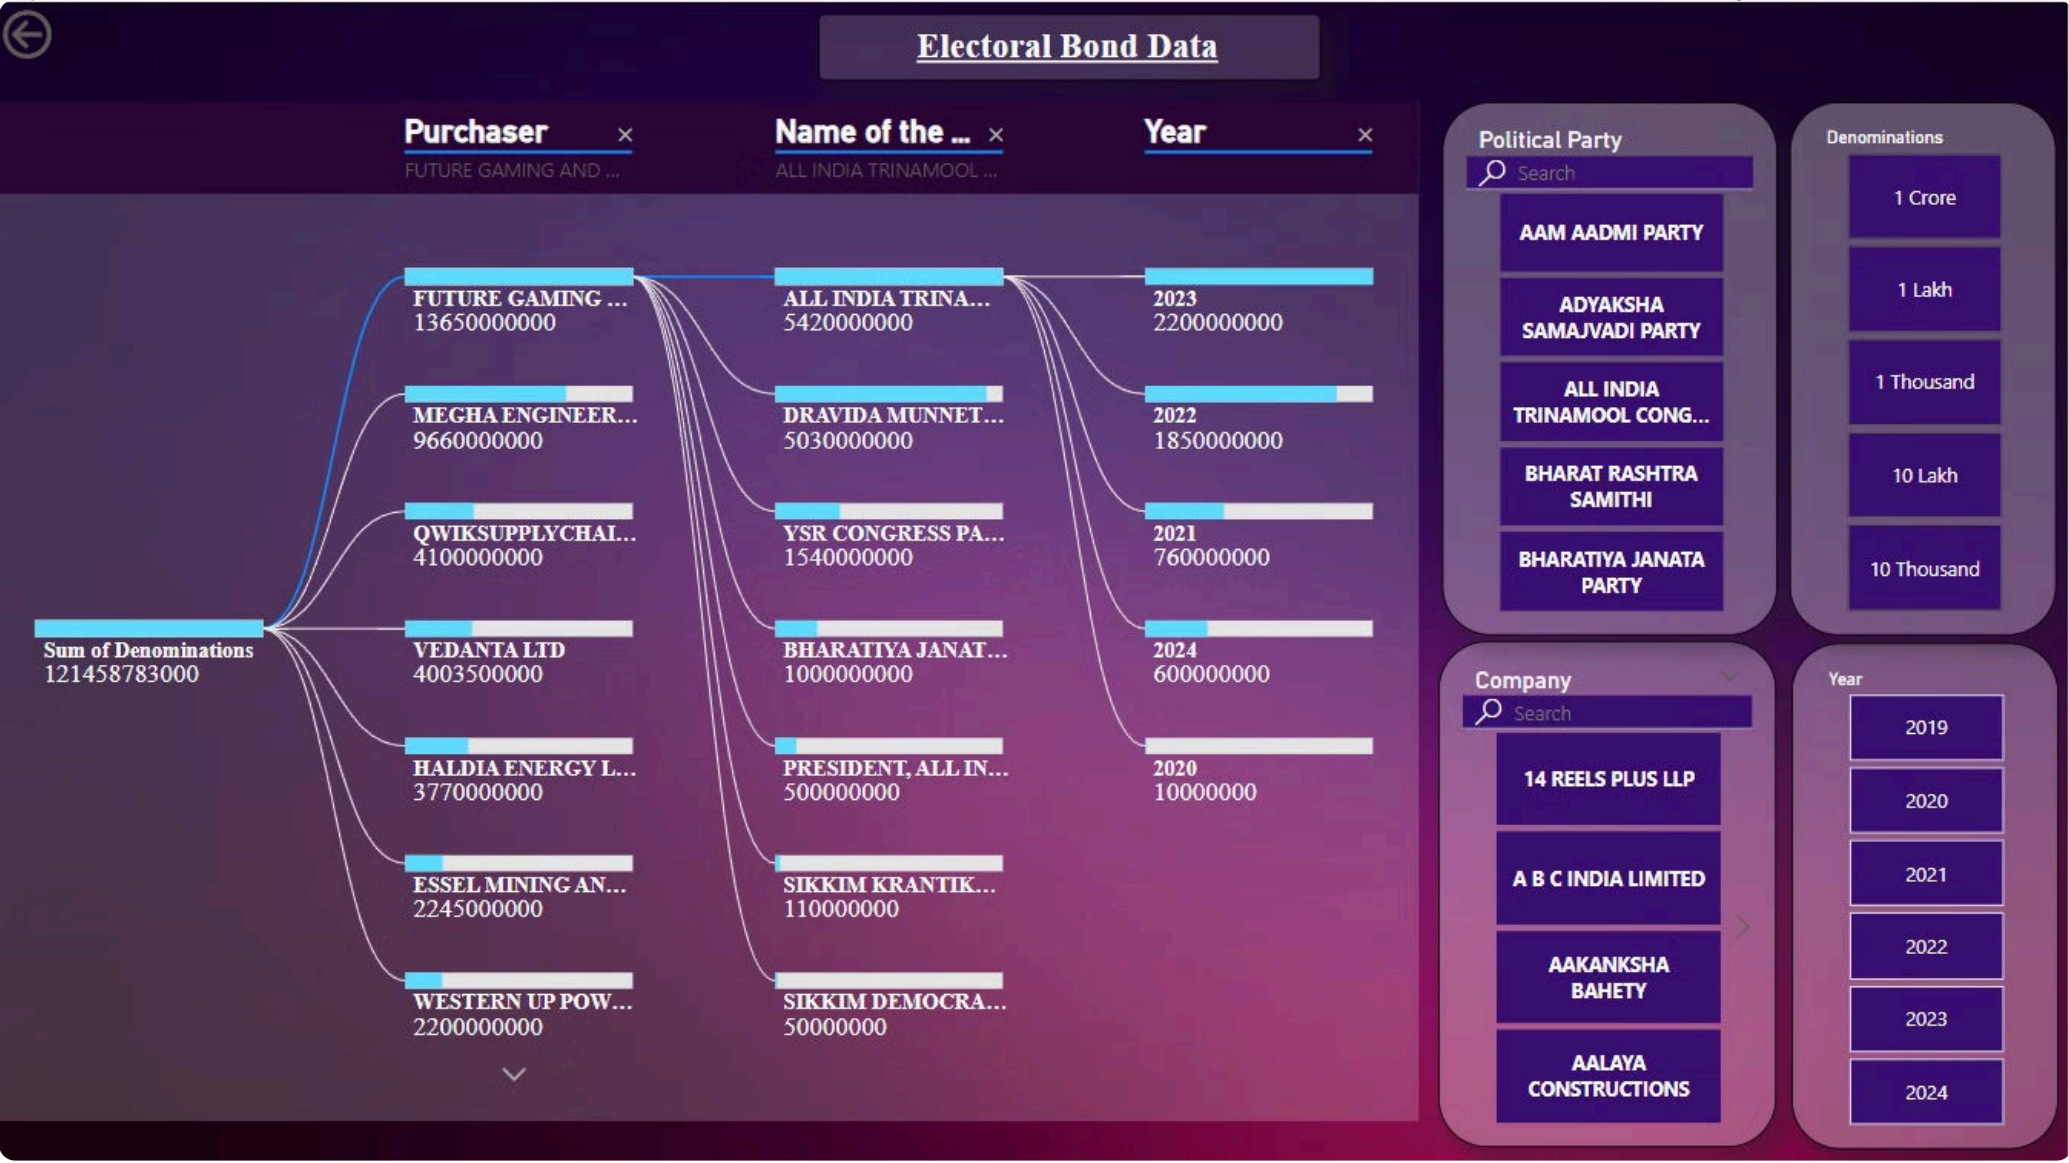 Electoral Bond Data
Purchaser ×
FUTURE GAMING AND ...
Name of the ... ×
ALL INDIA TRINAMOOL ...
Year ×
Sum of Denominations
121458783000
FUTURE GAMING ...
13650000000
MEGHA ENGINEER...
9660000000
QWIKSUPPLYCHAI...
4100000000
VEDANTA LTD
4003500000
HALDIA ENERGY L...
3770000000
ESSEL MINING AN...
2245000000
WESTERN UP POW...
2200000000
ALL INDIA TRINA...
5420000000
DRAVIDA MUNNET...
5030000000
YSR CONGRESS PA...
1540000000
BHARATIYA JANAT...
1000000000
PRESIDENT, ALL IN...
500000000
SIKKIM KRANTIK...
110000000
SIKKIM DEMOCRA...
50000000
2023
2200000000
2022
1850000000
2021
760000000
2024
600000000
2020
10000000
Political Party
Search
AAM AADMI PARTY
ADYAKSHA
SAMAJVADI PARTY
ALL INDIA
TRINAMOOL CONG...
BHARAT RASHTRA
SAMITHI
BHARATIYA JANATA
PARTY
Denominations
1 Crore
1 Lakh
1 Thousand
10 Lakh
10 Thousand
Company
Search
14 REELS PLUS LLP
A B C INDIA LIMITED
AAKANKSHA
BAHETY
AALAYA
CONSTRUCTIONS
Year
2019
2020
2021
2022
2023
2024